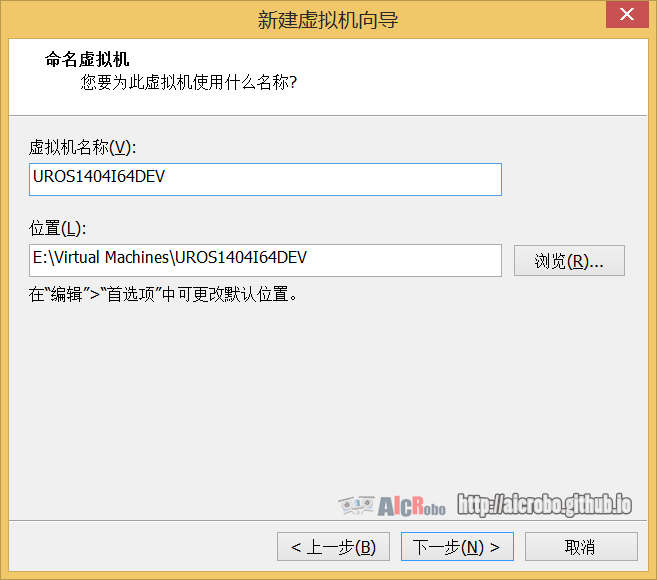 新建虚拟机向导
命名虚拟机
您要为此虚拟机使用什么名称?
虚拟机名称(V):
UROS1404I64DEV
位置(L):
E:\Virtual Machines\UROS1404I64DEV
浏览(R)...
在“编辑”>“首选项”中可更改默认位置。
AICRobo http://aicrobo.github.io
< 上一步(B)
下一步(N) >
取消